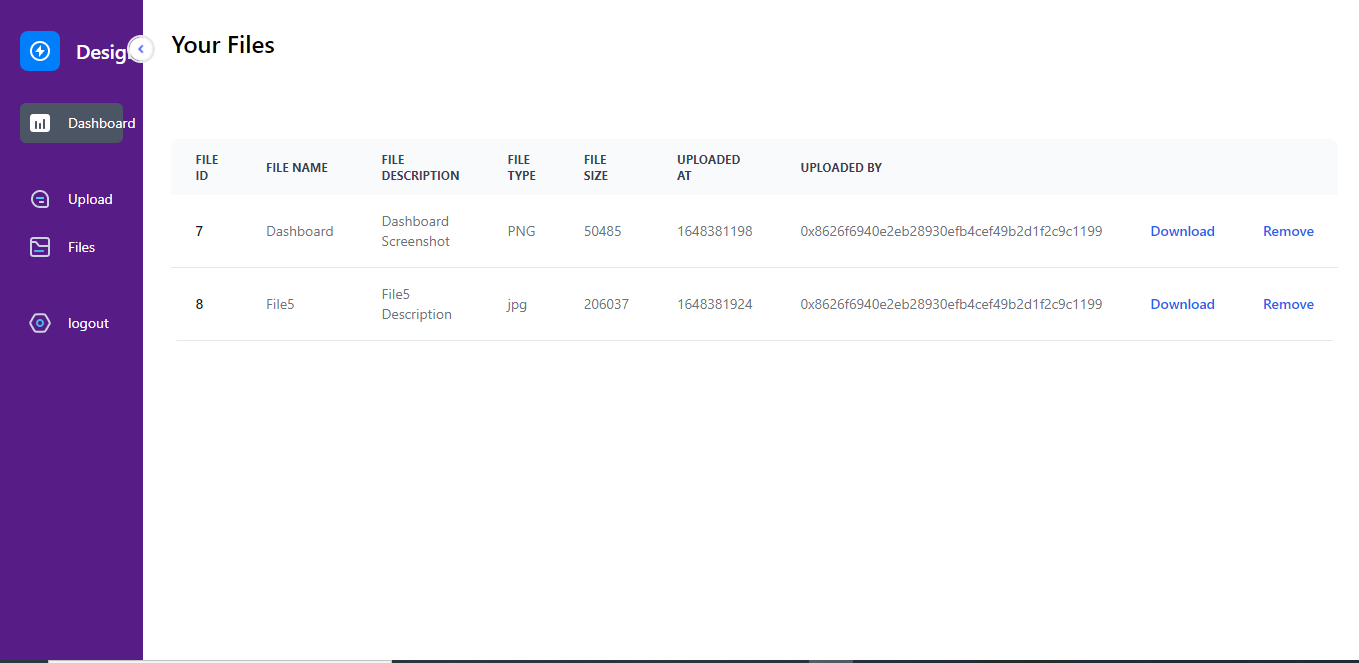 Desig
Your Files
Dashboard
Upload
Files
logout
FILE ID FILE NAME FILE DESCRIPTION FILE TYPE FILE SIZE UPLOADED AT UPLOADED BY
7 Dashboard Dashboard Screenshot PNG 50485 1648381198 0x8626f6940e2eb28930efb4cef49b2d1f2c9c1199 Download Remove
8 File5 File5 Description jpg 206037 1648381924 0x8626f6940e2eb28930efb4cef49b2d1f2c9c1199 Download Remove